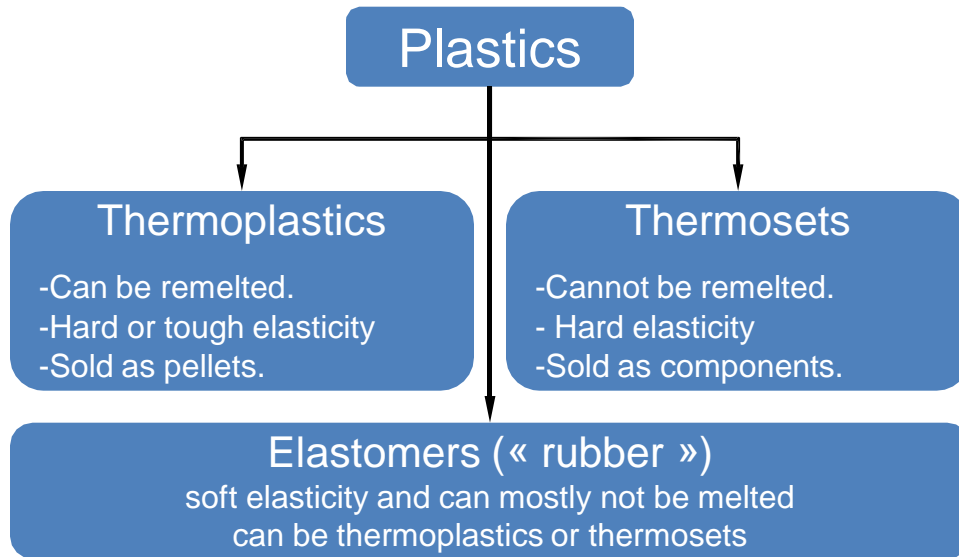 Plastics
Thermoplastics
-Can be remelted.
-Hard or tough elasticity
-Sold as pellets.
Thermosets
-Cannot be remelted.
- Hard elasticity
-Sold as components.
Elastomers (« rubber »)
soft elasticity and can mostly not be melted
can be thermoplastics or thermosets